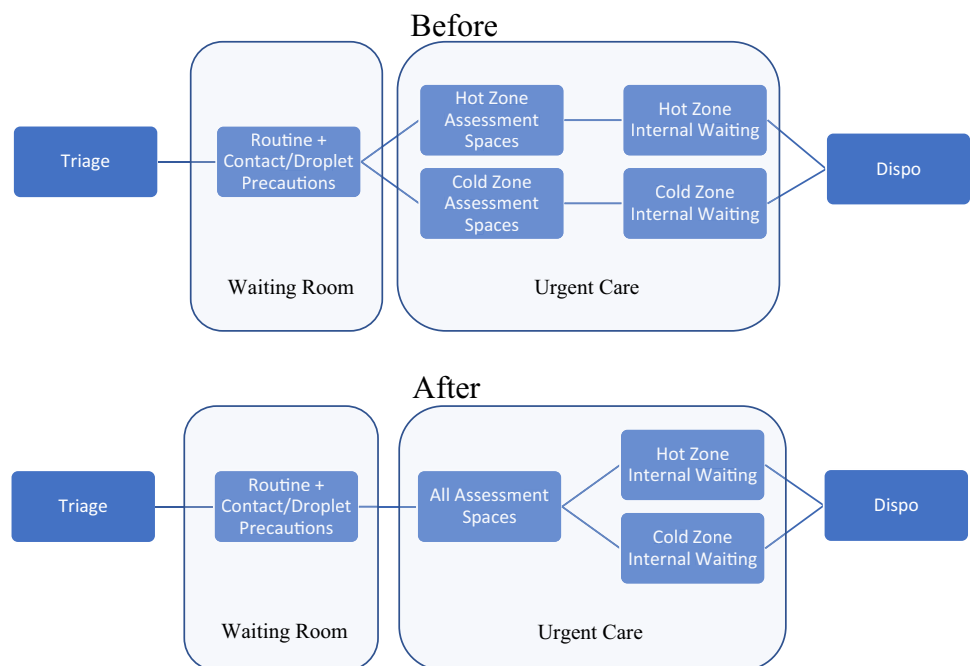 Before
Triage
Routine +
Contact/Droplet
Precautions
Hot Zone
Assessment
Spaces
Hot Zone
Internal Waiting
Cold Zone
Assessment
Spaces
Cold Zone
Internal Waiting
Dispo
Waiting Room
Urgent Care
After
Triage
Routine +
Contact/Droplet
Precautions
All Assessment
Spaces
Hot Zone
Internal Waiting
Cold Zone
Internal Waiting
Dispo
Waiting Room
Urgent Care